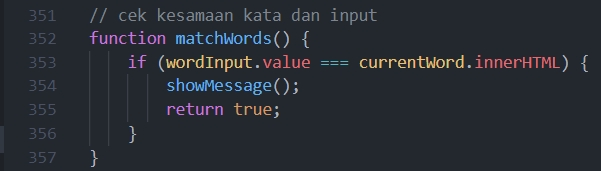 351 // cek kesamaan kata dan input
352 function matchWords() {
353 if (wordInput.value === currentWord.innerHTML) {
354 showMessage();
355 return true;
356 }
357 }